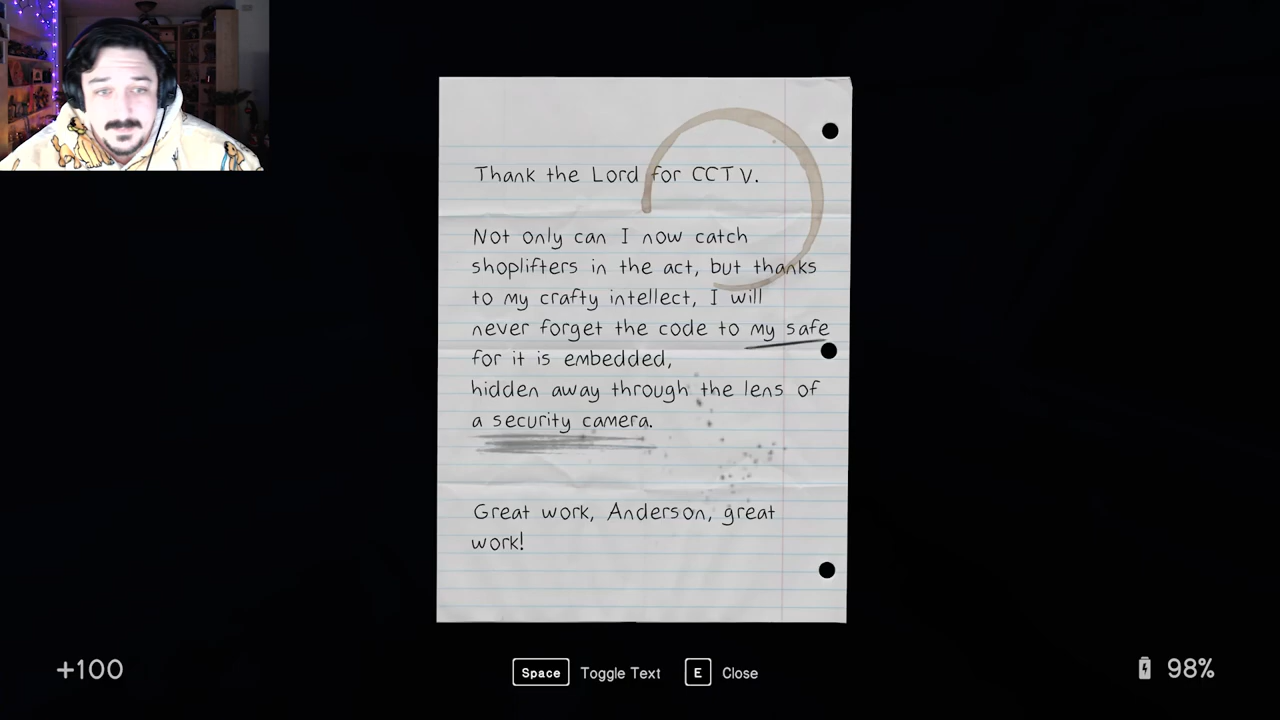 Thank the Lord for CCTV.
Not only can I now catch
shoplifters in the act, but thanks
to my crafty intellect, I will
never forget the code to my safe
for it is embedded,
hidden away through the lens of
a security camera.
Great work, Anderson, great
work!
+100
Space Toggle Text E Close
98%